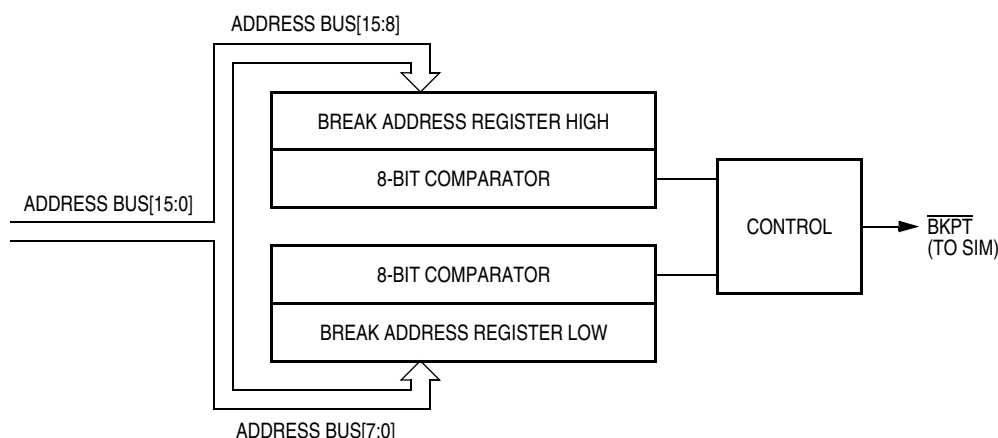 ADDRESS BUS[15:8]
BREAK ADDRESS REGISTER HIGH
8-BIT COMPARATOR
ADDRESS BUS[15:0]
CONTROL
BKPT
(TO SIM)
8-BIT COMPARATOR
BREAK ADDRESS REGISTER LOW
ADDRESS BUS[7:0]